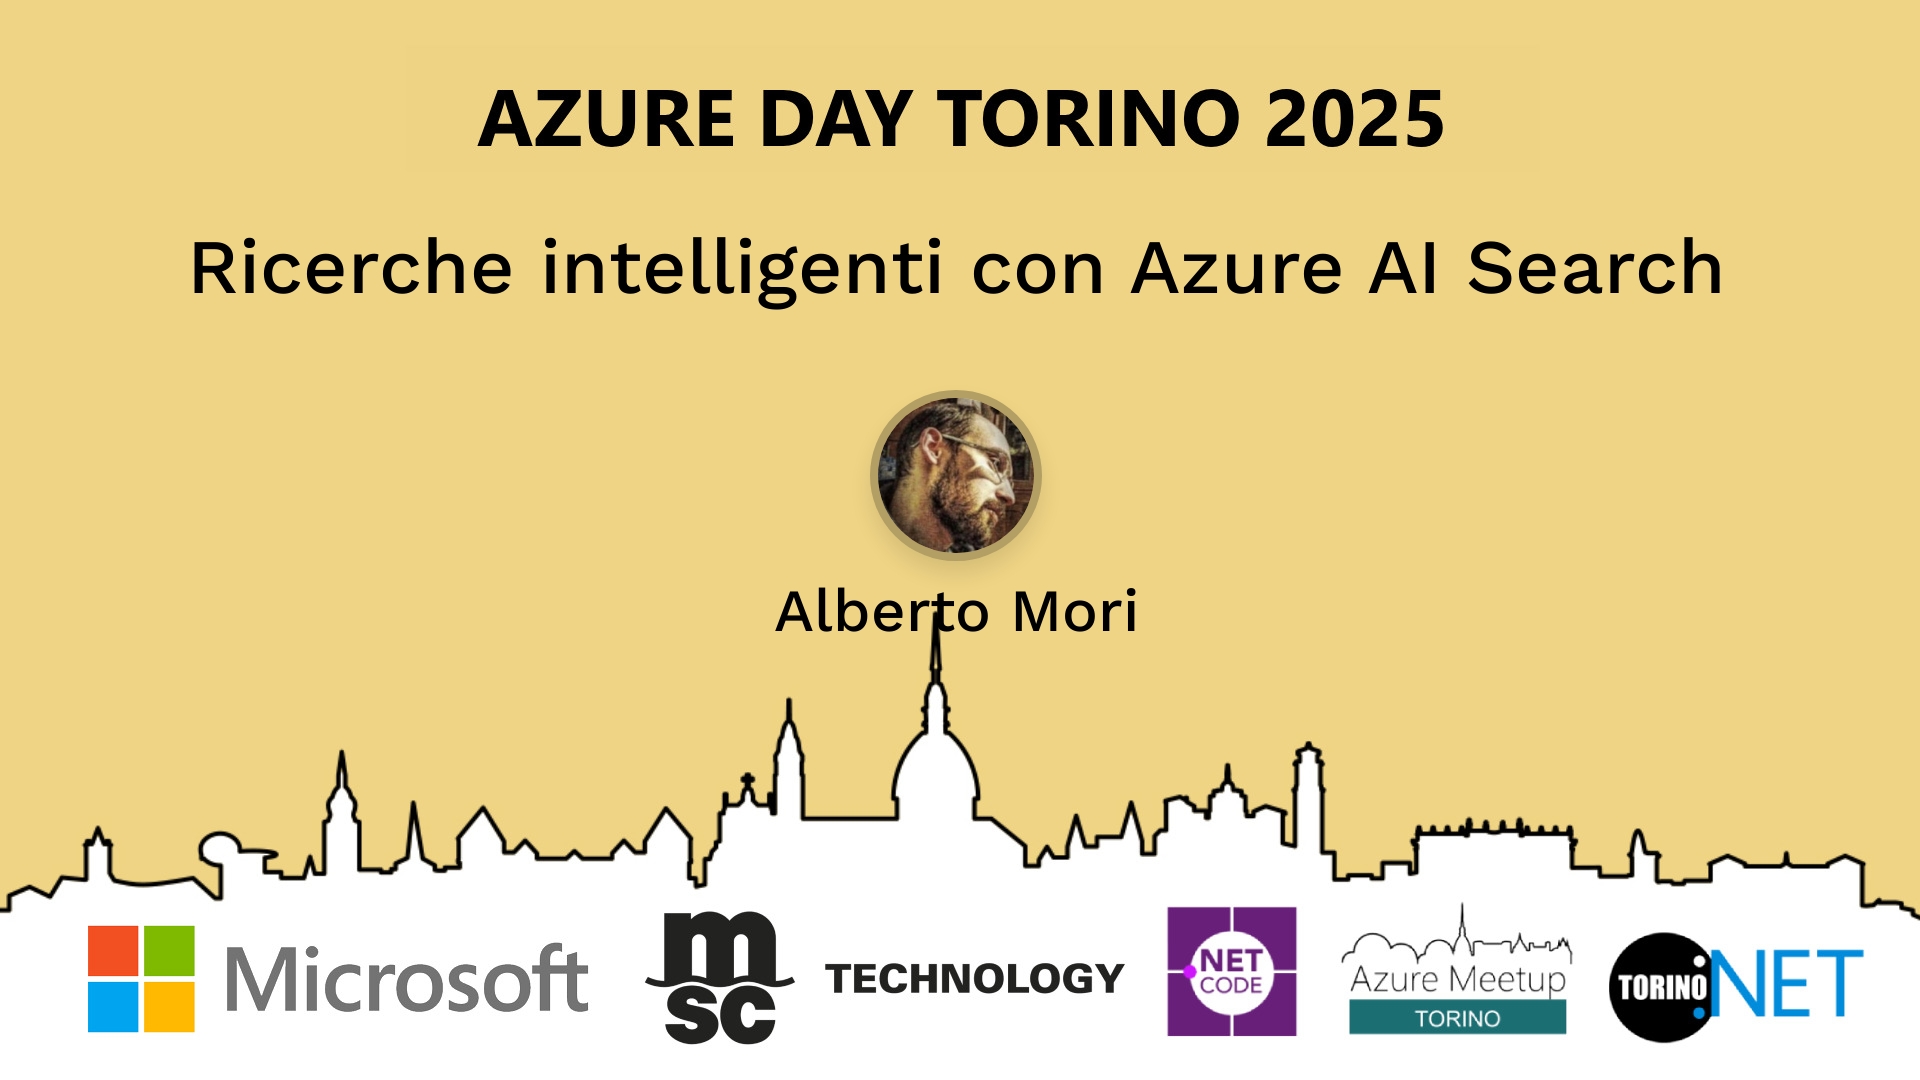 AZURE DAY TORINO 2025
Ricerche intelligenti con Azure AI Search
Alberto Mori
Microsoft
msc
TECHNOLOGY
NET
CODE
Azure Meetup
TORINO
TORINO NET